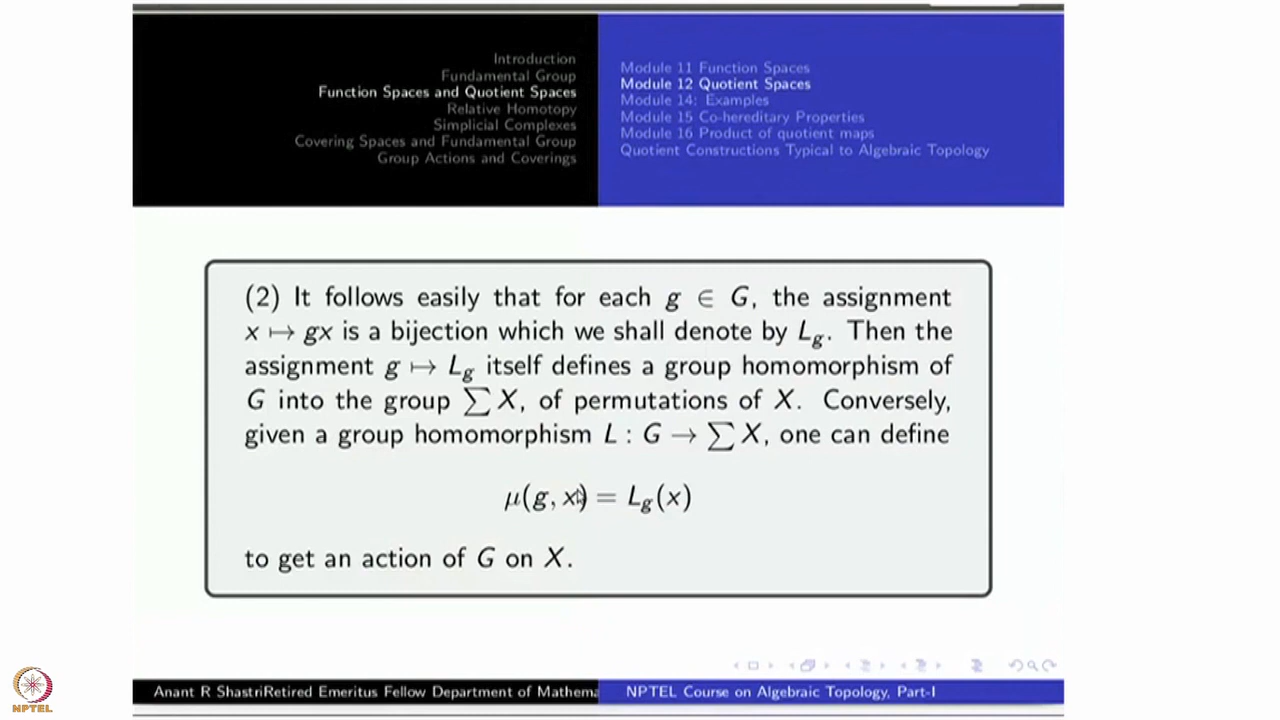 Introduction
Fundamental Group
Function Spaces and Quotient Spaces
Relative Homotopy
Simplicial Complexes
Covering Spaces and Fundamental Group
Group Actions and Coverings
Module 11 Function Spaces
Module 12 Quotient Spaces
Module 14: Examples
Module 15 Co-hereditary Properties
Module 16 Product of quotient maps
Quotient Constructions Typical to Algebraic Topology
(2) It follows easily that for each g ∈ G, the assignment
x ↦ gx is a bijection which we shall denote by L_g. Then the
assignment g ↦ L_g itself defines a group homomorphism of
G into the group ∑ X, of permutations of X. Conversely,
given a group homomorphism L : G → ∑ X, one can define
μ(g, x) = L_g(x)
to get an action of G on X.
Anant R ShastriRetired Emeritus Fellow Department of Mathema
NPTEL Course on Algebraic Topology, Part-I
NPTEL